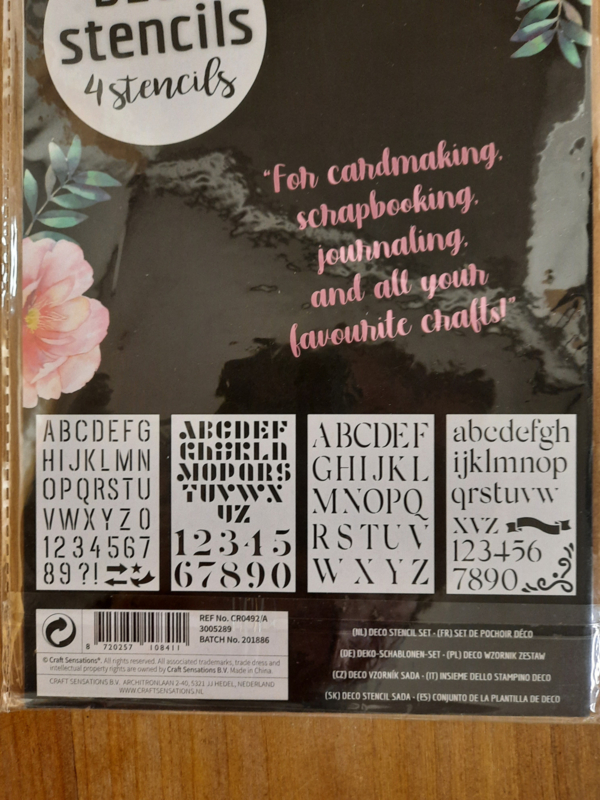 stencils
4 stencils
"For cardmaking,
scrapbooking,
journaling,
and all your
favourite crafts!"
ABCDEFG
HIJKLMN
OPQRSTU
VWXYZ0
1234567
89?!
ABCDEF
GHIJKLN
MOPQRS
TUVWX
YZ
12345
67890
ABCDEF
GHIJKL
MNOPQ
RSTUV
WXYZ
abcdefgh
ijklmnop
qrstuvw
xyz
123456
7890
8 720257 108411
REF No. CR0492/A
3005289
BATCH No. 201886
© Craft Sensations®. All rights reserved. All associated trademarks, trade dress and
intellectual property rights are owned by Craft Sensations B.V. Made in China.
CRAFT SENSATIONS B.V. ARCHITRONLAAN 2-40, 5321 JJ HEDEL, NEDERLAND
WWW.CRAFTSENSATIONS.NL
(NL) DECO STENCIL SET - (FR) SET DE POCHOIR DÉCO
(DE) DEKO-SCHABLONEN-SET - (PL) DECO WZORNIK ZESTAW
(CZ) DECO VZORNÍK SADA - (IT) INSIEME DELLO STAMPINO DECO
(SK) DECO STENCIL SADA - (ES) CONJUNTO DE LA PLANTILLA DE DECO